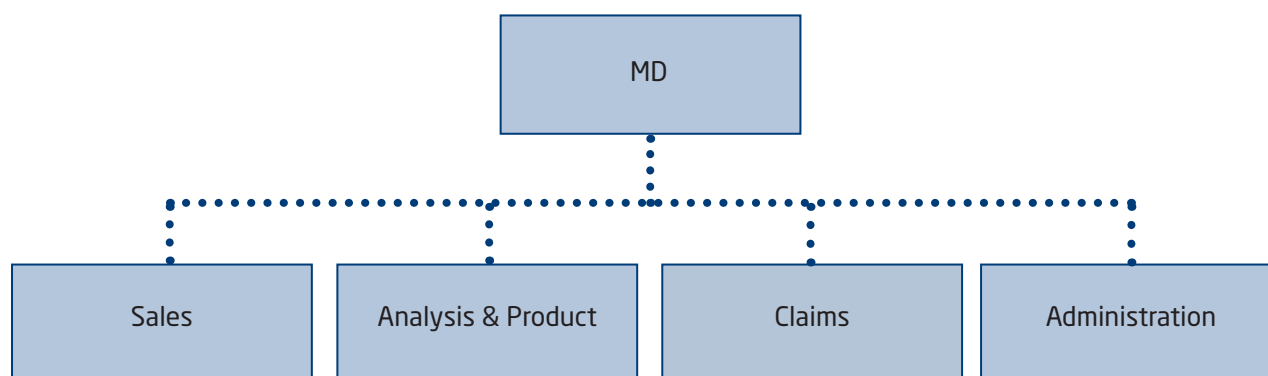 MD
Sales
Analysis & Product
Claims
Administration